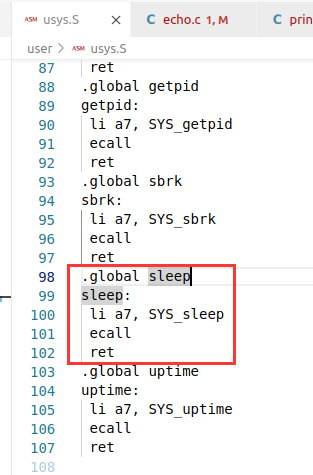 ASM usys.S C echo.c 1, M C prin
user > ASM usys.S
87 ret
88 .global getpid
89 getpid:
90 li a7, SYS_getpid
91 ecall
92 ret
93 .global sbrk
94 sbrk:
95 li a7, SYS_sbrk
96 ecall
97 ret
98 .global sleep
99 sleep:
100 li a7, SYS_sleep
101 ecall
102 ret
103 .global uptime
104 uptime:
105 li a7, SYS_uptime
106 ecall
107 ret
108